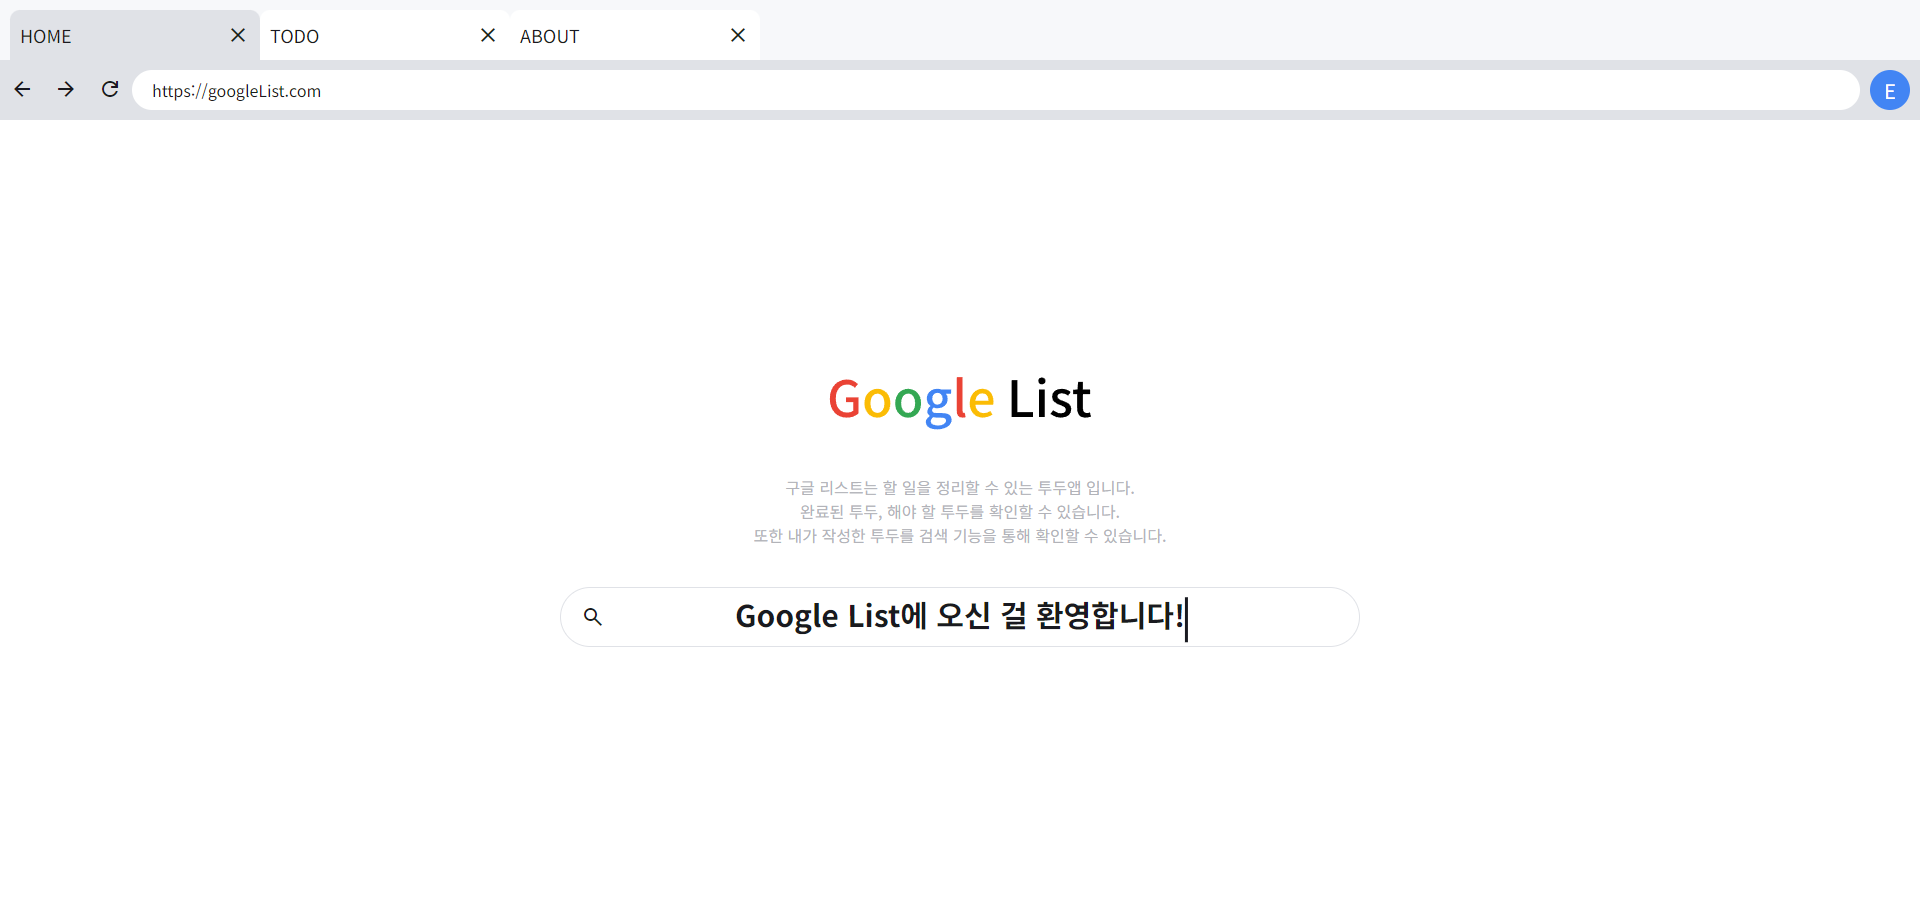 HOME
TODO
ABOUT
https://googleList.com
E
Google List
구글 리스트는 할 일을 정리할 수 있는 투두앱 입니다.
완료된 투두, 해야 할 투두를 확인할 수 있습니다.
또한 내가 작성한 투두를 검색 기능을 통해 확인할 수 있습니다.
Google List에 오신 걸 환영합니다!